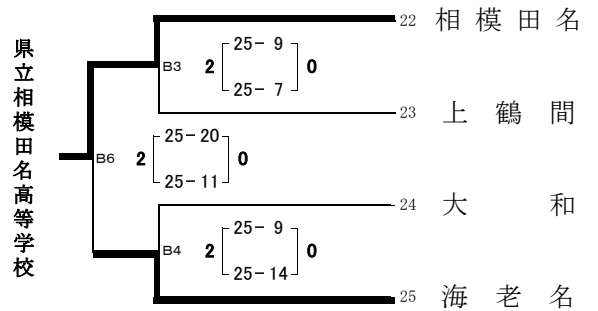 県立相模田名高等学校
22 相模田名
B3 2 25- 9 0
25- 7
23 上鶴間
B6 2 25-20 0
25-11
24 大和
B4 2 25- 9 0
25-14
25 海老名